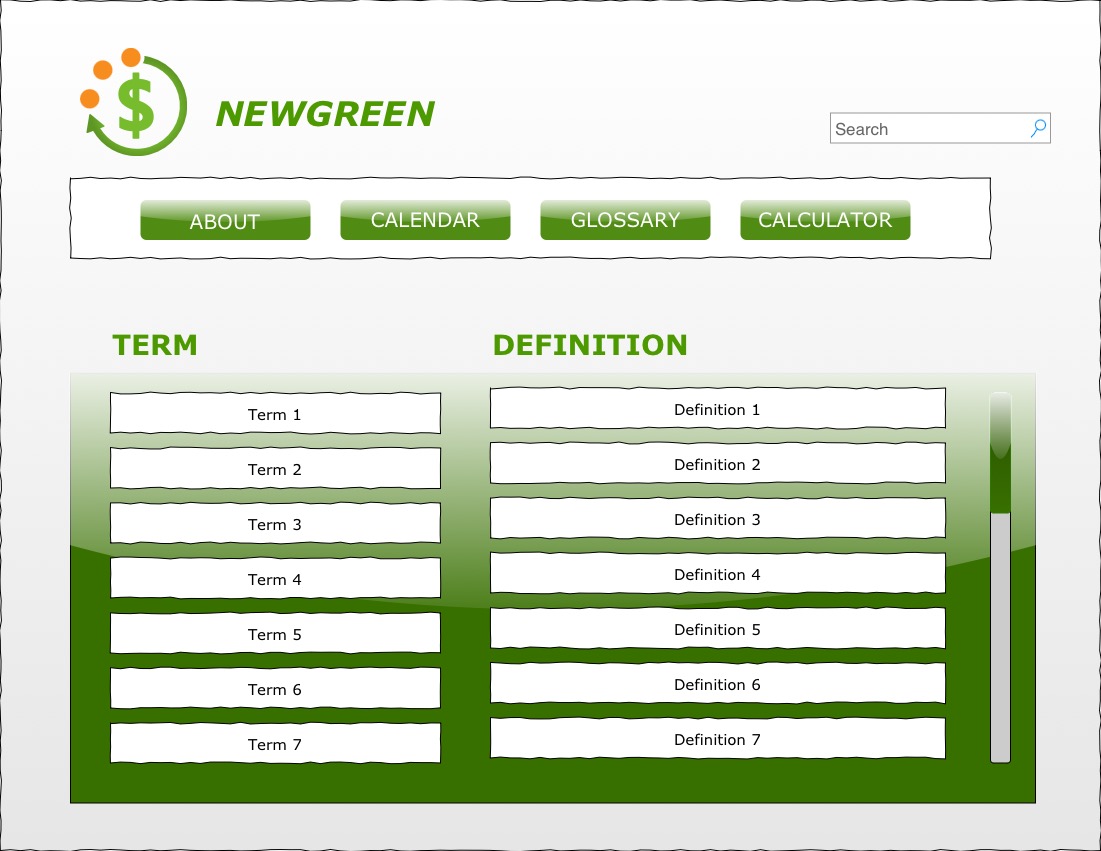 $
NEWGREEN
Search
ABOUT CALENDAR GLOSSARY CALCULATOR
TERM DEFINITION
Term 1 Definition 1
Term 2 Definition 2
Term 3 Definition 3
Term 4 Definition 4
Term 5 Definition 5
Term 6 Definition 6
Term 7 Definition 7